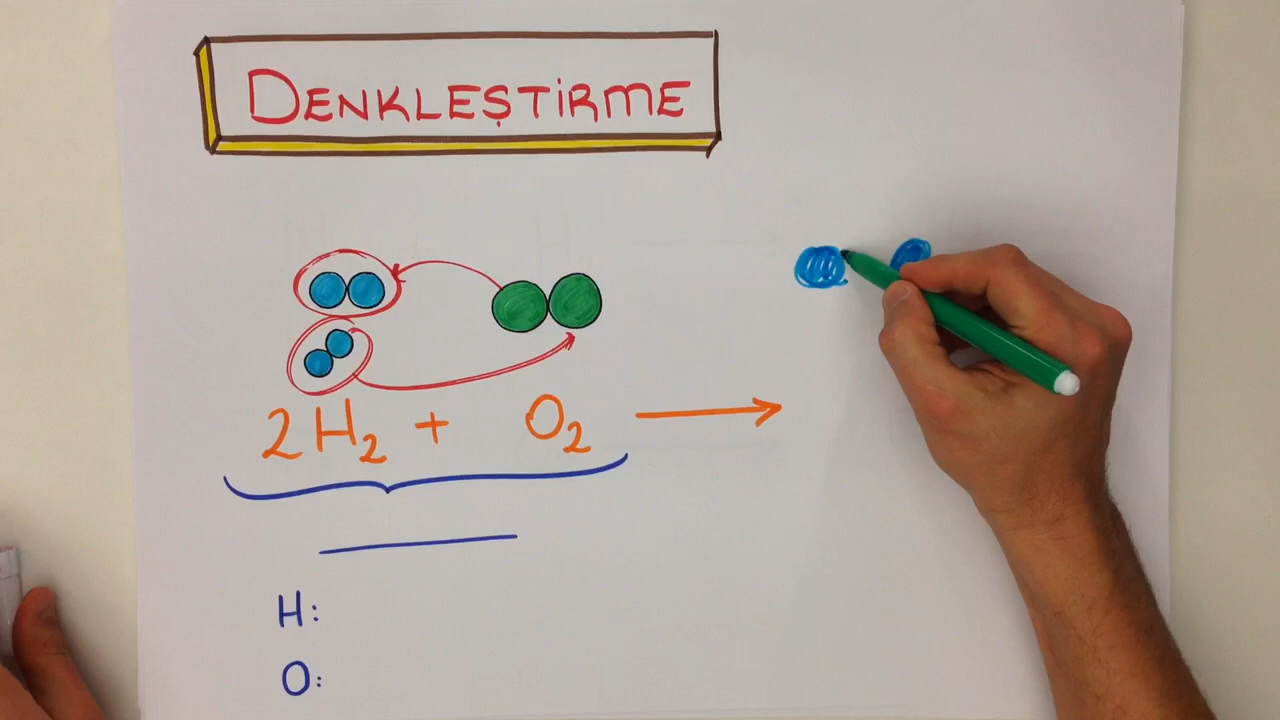 DENKLEŞTİRME
2H₂ + O₂ →
H:
O: